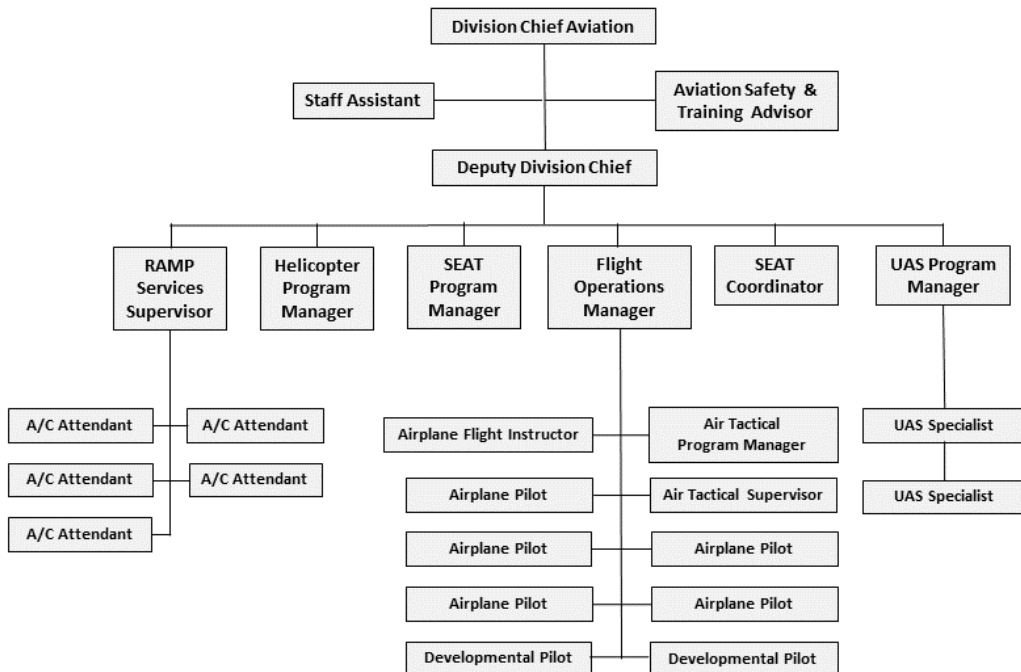 Division Chief Aviation
Staff Assistant
Aviation Safety &
Training Advisor
Deputy Division Chief
RAMP
Services
Supervisor
Helicopter
Program
Manager
SEAT
Program
Manager
Flight
Operations
Manager
SEAT
Coordinator
UAS Program
Manager
A/C Attendant
A/C Attendant
A/C Attendant
A/C Attendant
A/C Attendant
Airplane Flight Instructor
Air Tactical
Program Manager
Airplane Pilot
Air Tactical Supervisor
Airplane Pilot
Airplane Pilot
Airplane Pilot
Airplane Pilot
Developmental Pilot
Developmental Pilot
UAS Specialist
UAS Specialist